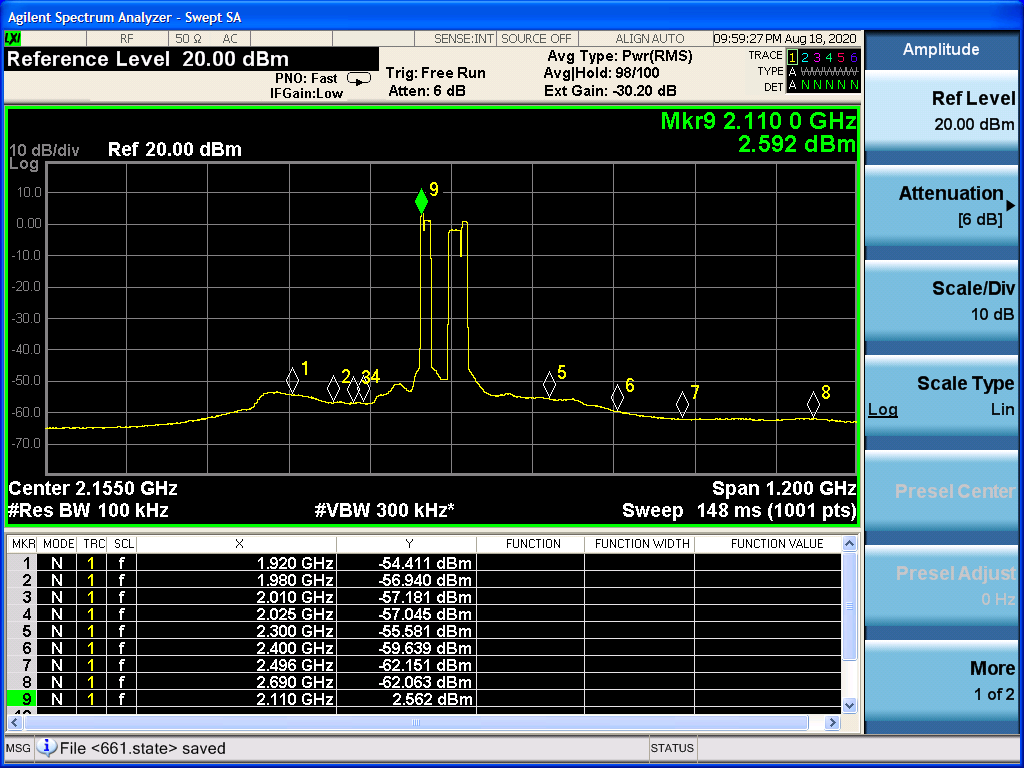 Agilent Spectrum Analyzer - Swept SA
LXI RF 50 Ω AC SENSE:INT SOURCE OFF ALIGN AUTO 09:59:27 PM Aug 18, 2020
Reference Level 20.00 dBm
PNO: Fast
IFGain:Low
Trig: Free Run
Atten: 6 dB
Avg Type: Pwr(RMS)
Avg|Hold: 98/100
Ext Gain: -30.20 dB
TRACE 1 2 3 4 5 6
TYPE A WWWWW
DET A N N N N N
Mkr9 2.110 0 GHz
2.592 dBm
10 dB/div Ref 20.00 dBm
Log
10.0
0.00
-10.0
-20.0
-30.0
-40.0
-50.0
-60.0
-70.0
9
1
2
3
4
5
6
7
8
Center 2.1550 GHz Span 1.200 GHz
#Res BW 100 kHz #VBW 300 kHz* Sweep 148 ms (1001 pts)
MKR MODE TRC SCL X Y FUNCTION FUNCTION WIDTH FUNCTION VALUE
1 N 1 f 1.920 GHz -54.411 dBm
2 N 1 f 1.980 GHz -56.940 dBm
3 N 1 f 2.010 GHz -57.181 dBm
4 N 1 f 2.025 GHz -57.045 dBm
5 N 1 f 2.300 GHz -55.581 dBm
6 N 1 f 2.400 GHz -59.639 dBm
7 N 1 f 2.496 GHz -62.151 dBm
8 N 1 f 2.690 GHz -62.063 dBm
9 N 1 f 2.110 GHz 2.562 dBm
MSG File <661.state> saved STATUS
Amplitude
Ref Level
20.00 dBm
Attenuation
[6 dB]
Scale/Div
10 dB
Scale Type
Log Lin
Presel Center
Presel Adjust
0 Hz
More
1 of 2